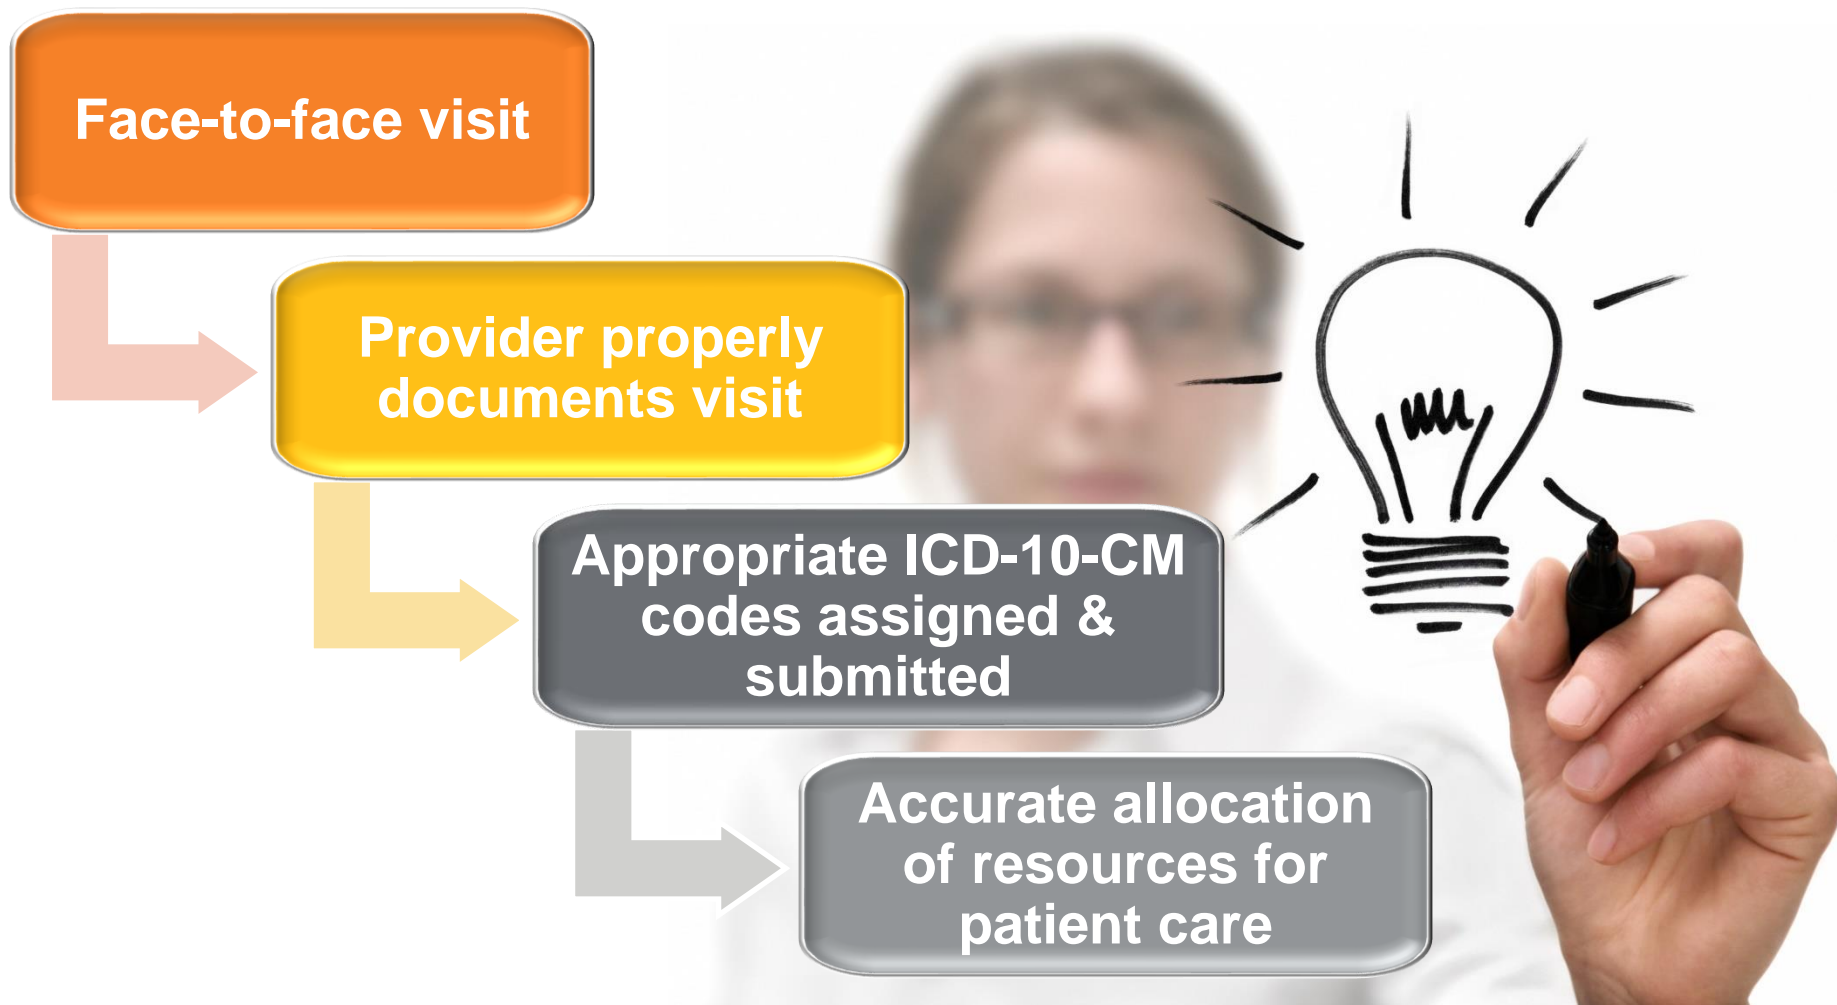 Face-to-face visit
Provider properly
documents visit
Appropriate ICD-10-CM
codes assigned &
submitted
Accurate allocation
of resources for
patient care